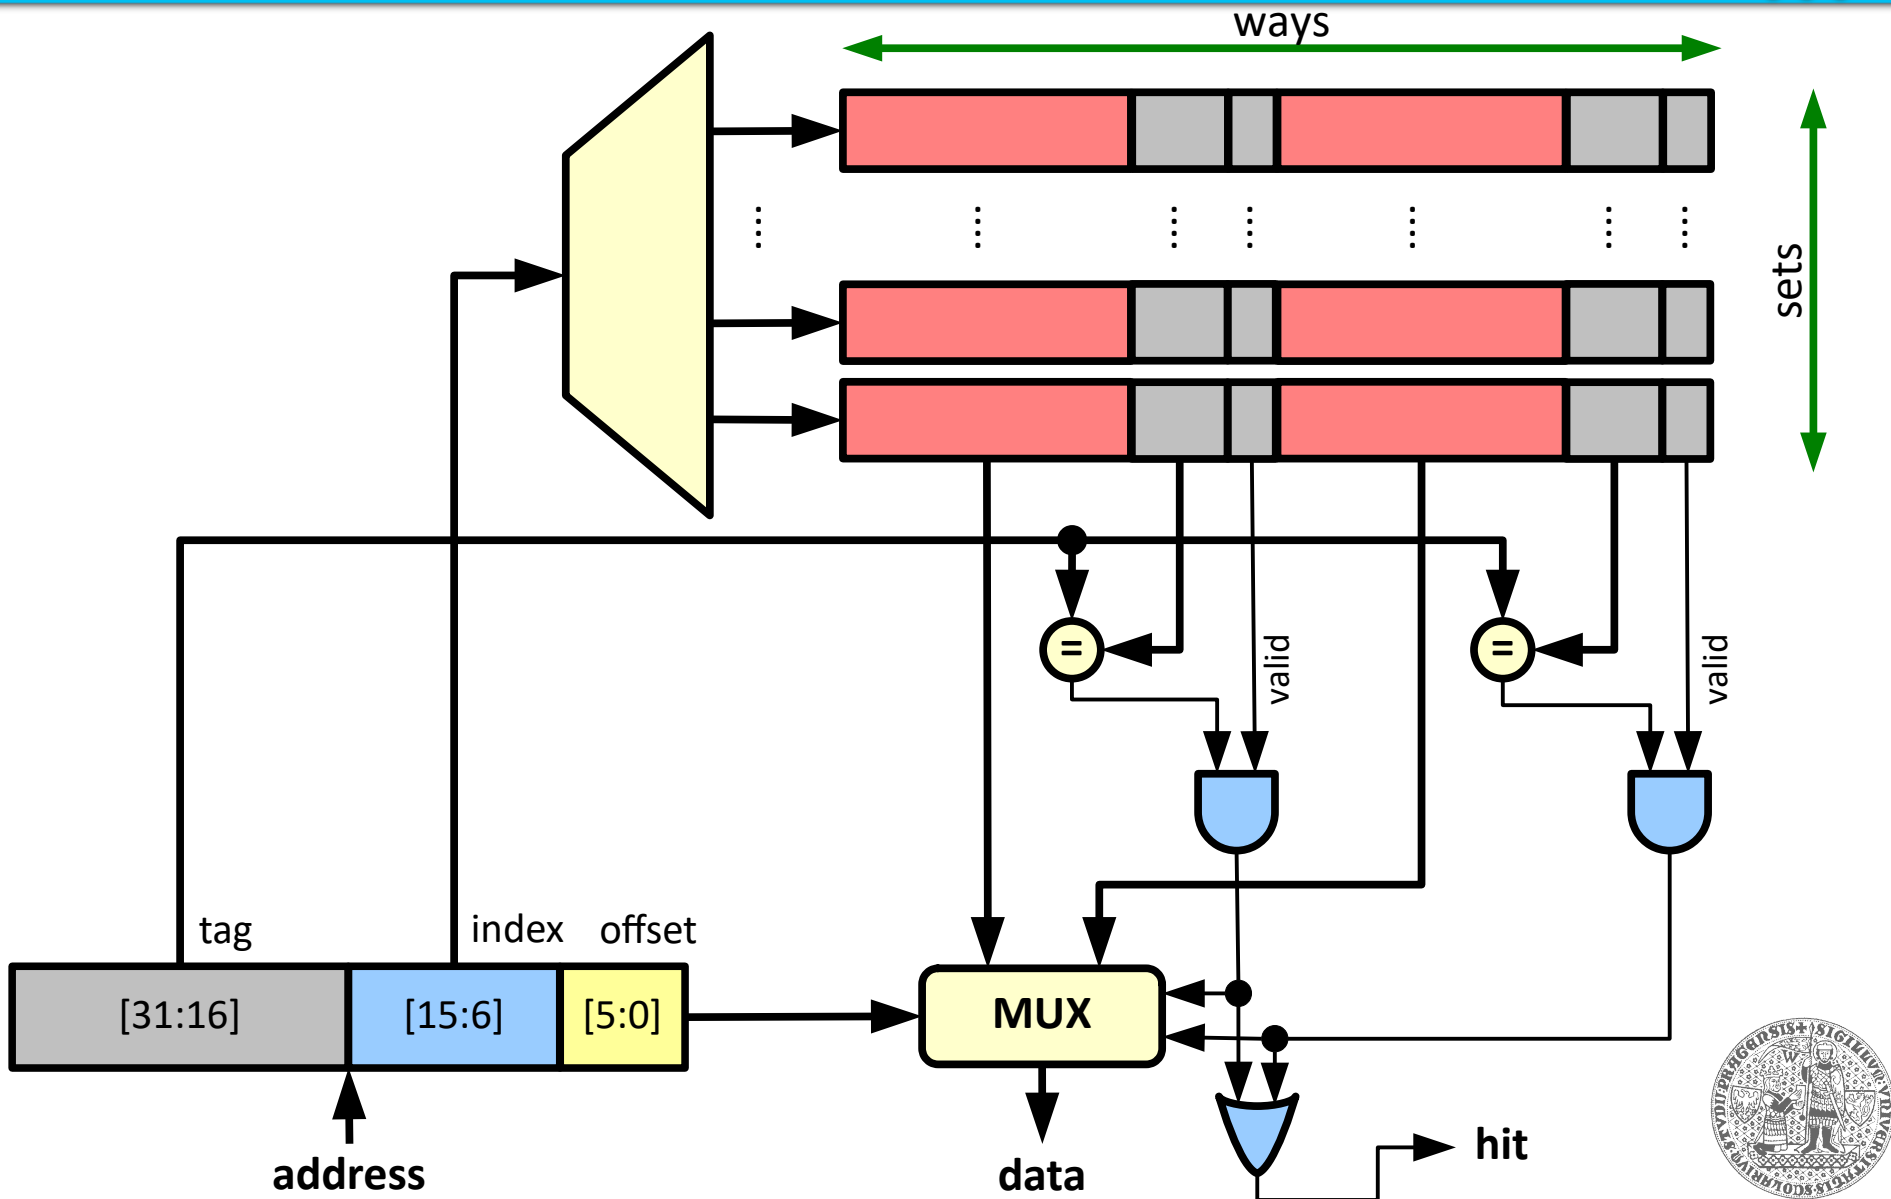 ways
sets
=
=
valid
valid
tag
index
offset
[31:16]
[15:6]
[5:0]
MUX
address
data
hit